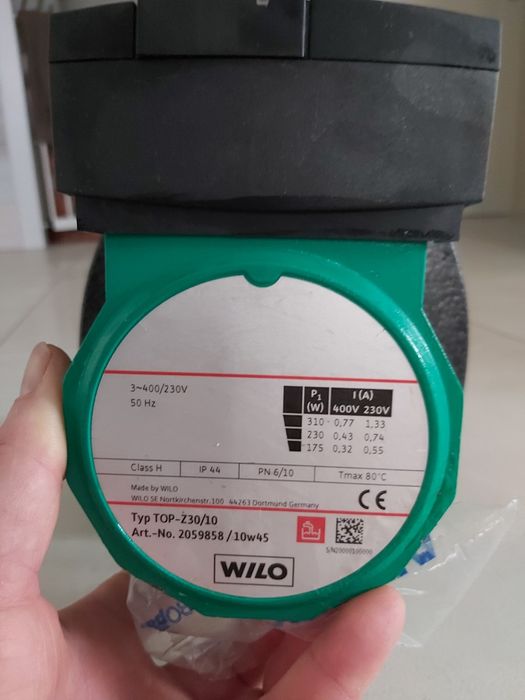 3~400/230V
50 Hz
P1 (W) I (A)
400V 230V
310 0,77 1,33
230 0,43 0,74
175 0,32 0,55
Class H IP 44 PN 6/10 Tmax 80°C
Made by WILO
WILO SE Nortkirchenstr.100 44263 Dortmund Germany
CE
Typ TOP-Z30/10
Art.-No. 2059858 /10w45
S/N20000100000
WILO